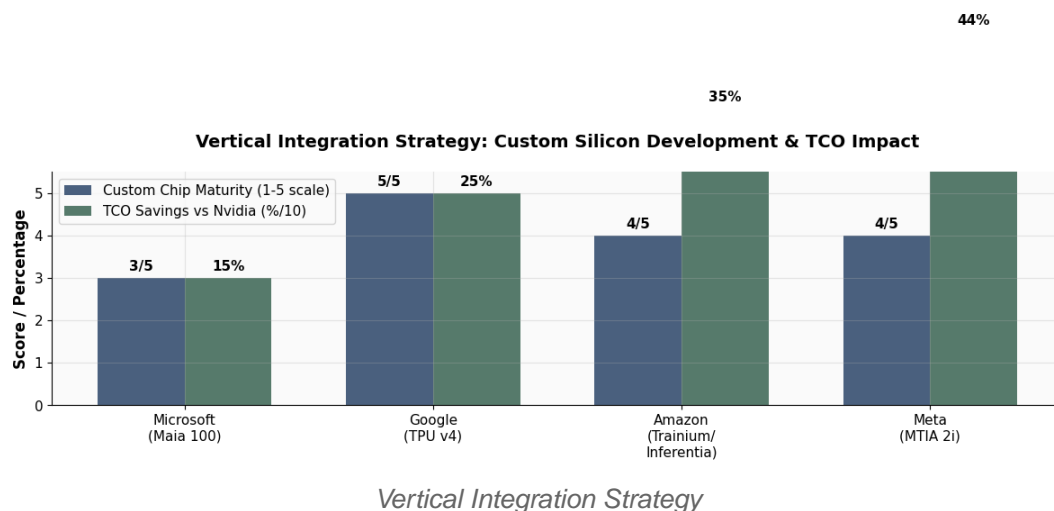 44%
35%
Vertical Integration Strategy: Custom Silicon Development & TCO Impact
Custom Chip Maturity (1-5 scale)
TCO Savings vs Nvidia (%/10)
Score / Percentage
5
4
3
2
1
0
3/5
15%
5/5
25%
4/5
4/5
Microsoft
(Maia 100)
Google
(TPU v4)
Amazon
(Trainium/
Inferentia)
Meta
(MTIA 2i)
Vertical Integration Strategy